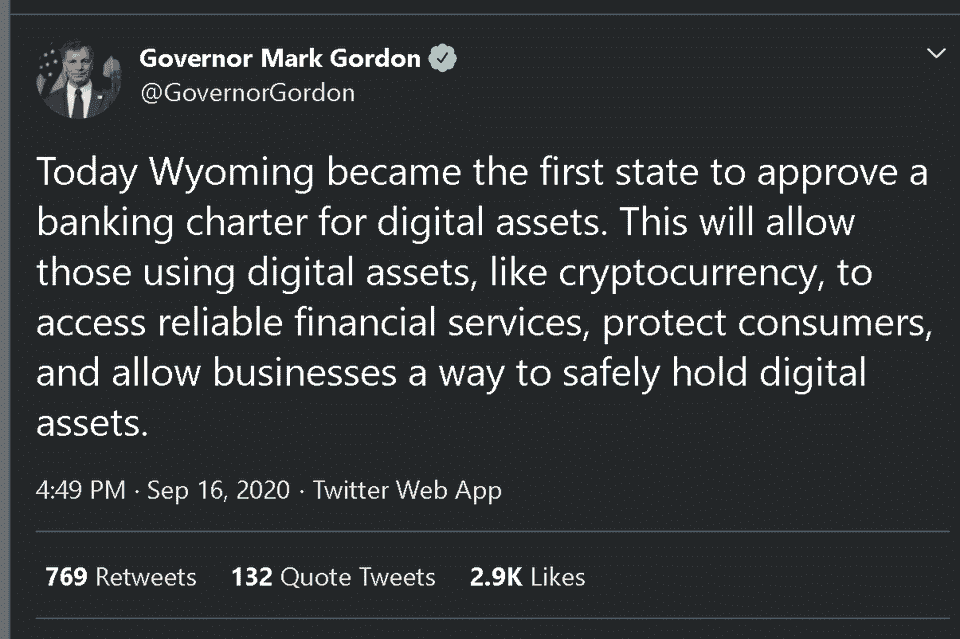 Governor Mark Gordon
@GovernorGordon
Today Wyoming became the first state to approve a
banking charter for digital assets. This will allow
those using digital assets, like cryptocurrency, to
access reliable financial services, protect consumers,
and allow businesses a way to safely hold digital
assets.
4:49 PM · Sep 16, 2020 · Twitter Web App
769 Retweets 132 Quote Tweets 2.9K Likes